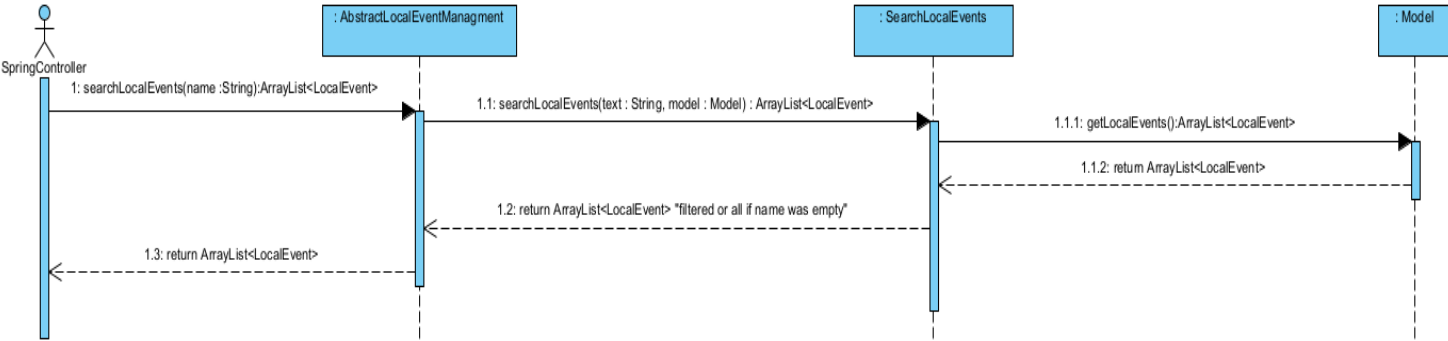 : AbstractLocalEventManagment
: SearchLocalEvents
: Model
SpringController
1: searchLocalEvents(name :String):ArrayList<LocalEvent>
1.1: searchLocalEvents(text : String, model : Model) : ArrayList<LocalEvent>
1.1.1: getLocalEvents():ArrayList<LocalEvent>
1.1.2: return ArrayList<LocalEvent>
1.2: return ArrayList<LocalEvent> "filtered or all if name was empty"
1.3: return ArrayList<LocalEvent>